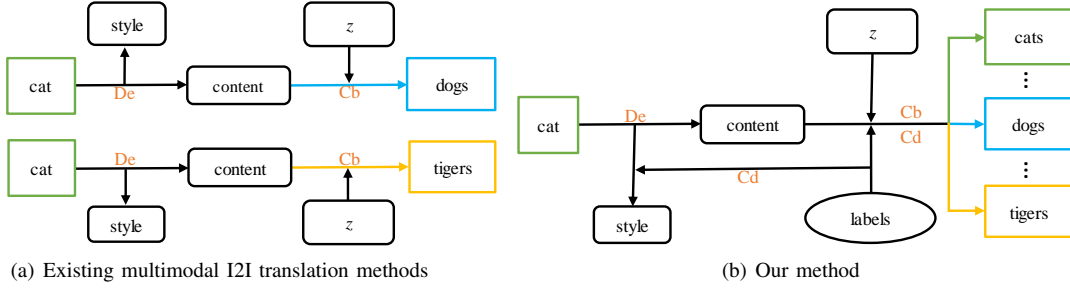 style
z
cat
De
content
Cb
dogs
cat
De
content
Cb
tigers
style
z
(a) Existing multimodal I2I translation methods
z
cats
...
cat
De
content
Cb
Cd
dogs
...
Cd
style
labels
tigers
(b) Our method